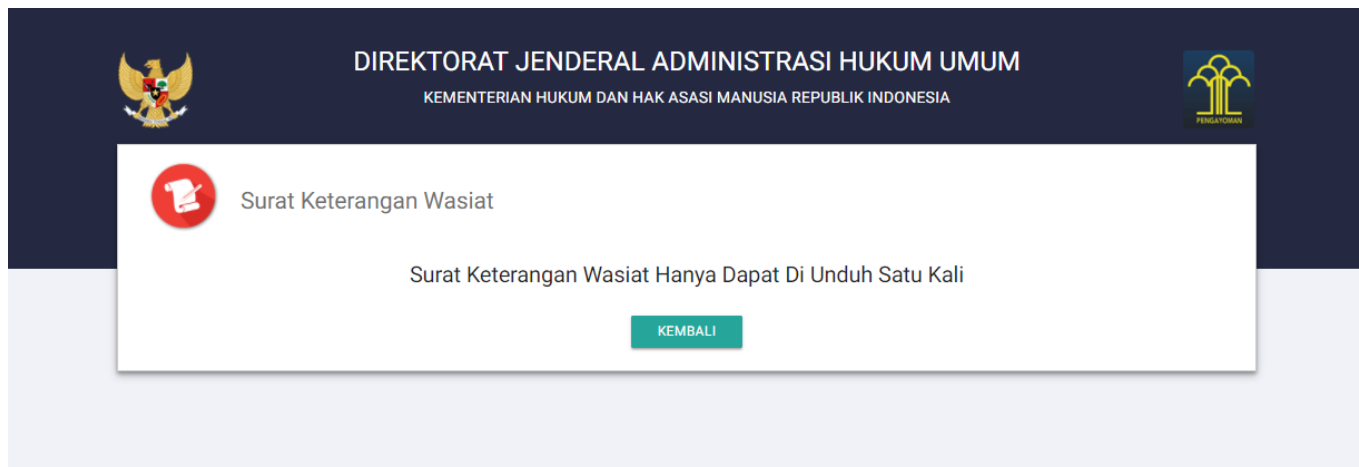 DIREKTORAT JENDERAL ADMINISTRASI HUKUM UMUM
KEMENTERIAN HUKUM DAN HAK ASASI MANUSIA REPUBLIK INDONESIA
PENGAYOMAN
Surat Keterangan Wasiat
Surat Keterangan Wasiat Hanya Dapat Di Unduh Satu Kali
KEMBALI